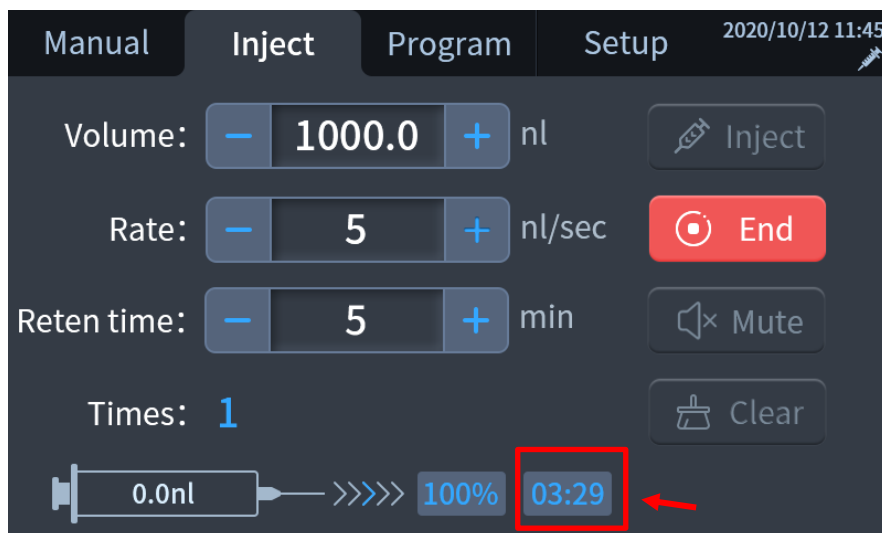 Manual Inject Program Setup 2020/10/12 11:45
Volume: − 1000.0 + nl Inject
Rate: − 5 + nl/sec End
Reten time: − 5 + min Mute
Times: 1 Clear
0.0nl 100% 03:29